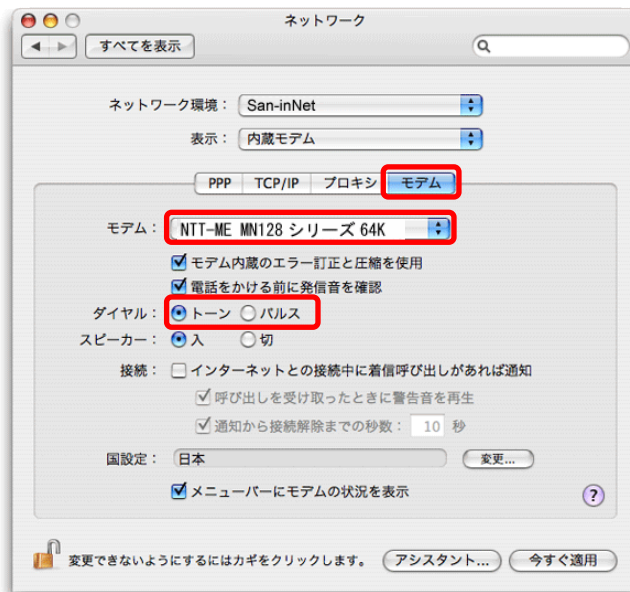 ネットワーク
すべてを表示
ネットワーク環境： San-inNet
表示： 内蔵モデム
PPP TCP/IP プロキシ モデム
モデム： NTT-ME MN128 シリーズ 64K
モデム内蔵のエラー訂正と圧縮を使用
電話をかける前に発信音を確認
ダイヤル： トーン パルス
スピーカー： 入 切
接続： インターネットとの接続中に着信呼び出しがあれば通知
呼び出しを受け取ったときに警告音を再生
通知から接続解除までの秒数： 10 秒
国設定： 日本 変更...
メニューバーにモデムの状況を表示
?
変更できないようにするにはカギをクリックします。 アシスタント... 今すぐ適用